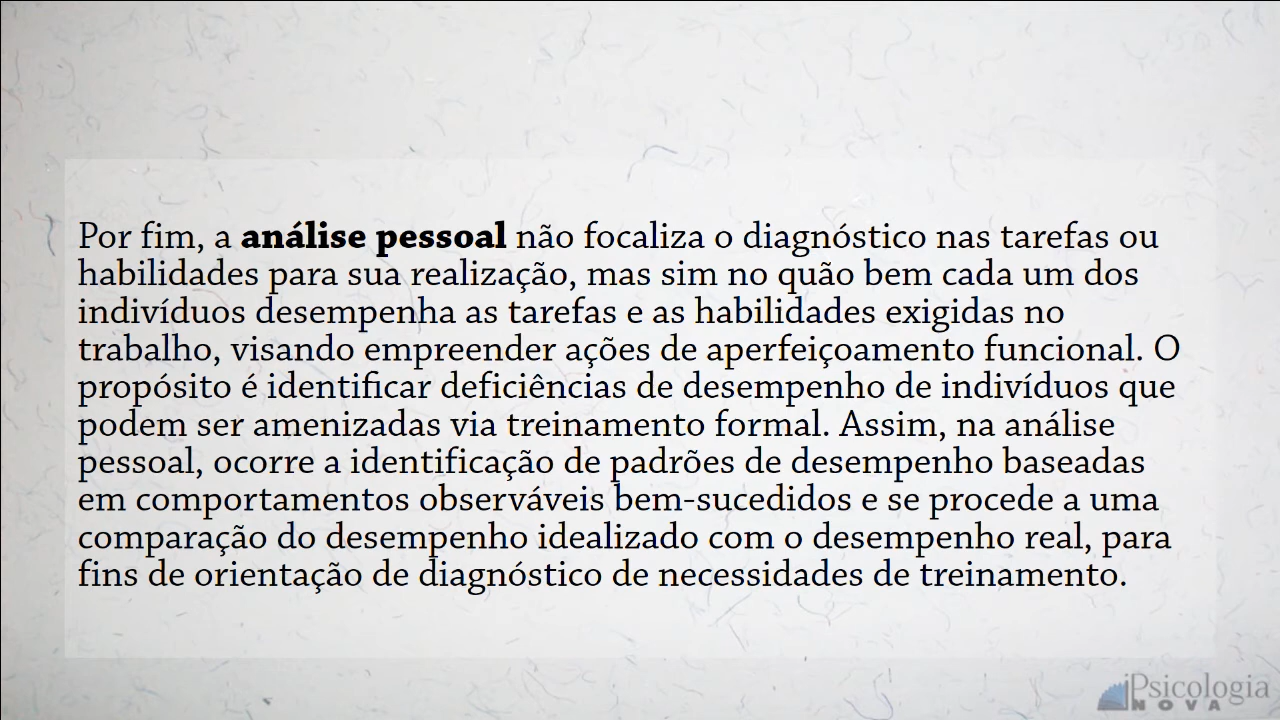 Por fim, a análise pessoal não focaliza o diagnóstico nas tarefas ou
habilidades para sua realização, mas sim no quão bem cada um dos
indivíduos desempenha as tarefas e as habilidades exigidas no
trabalho, visando empreender ações de aperfeiçoamento funcional. O
propósito é identificar deficiências de desempenho de indivíduos que
podem ser amenizadas via treinamento formal. Assim, na análise
pessoal, ocorre a identificação de padrões de desempenho baseadas
em comportamentos observáveis bem-sucedidos e se procede a uma
comparação do desempenho idealizado com o desempenho real, para
fins de orientação de diagnóstico de necessidades de treinamento.
Psicologia
NOVA